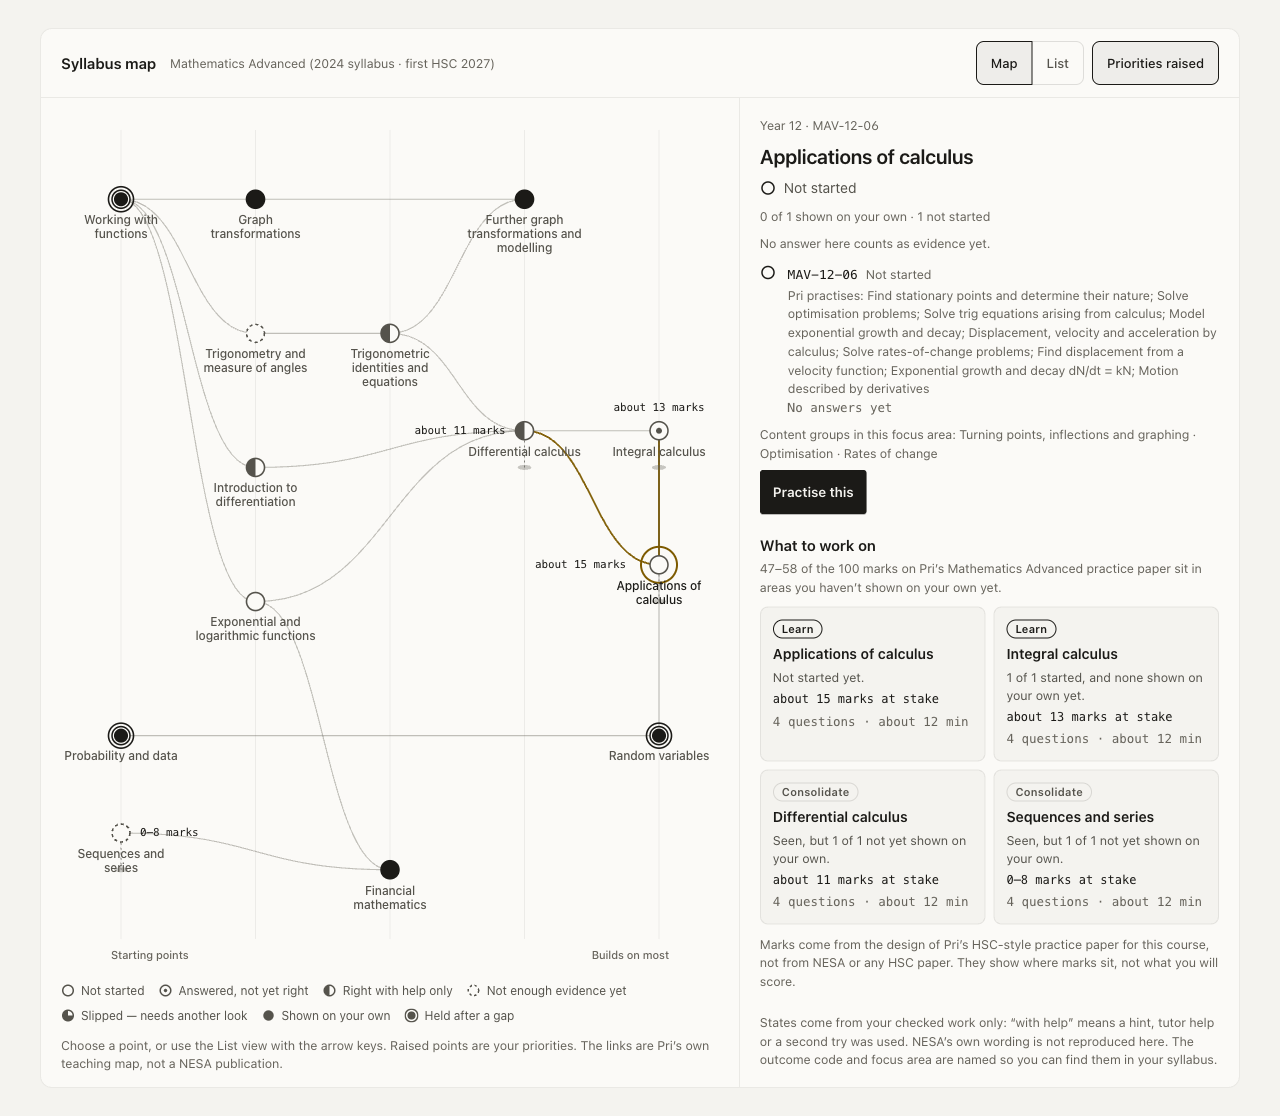 Syllabus map
Mathematics Advanced (2024 syllabus · first HSC 2027)
Map
List
Priorities raised
Working with
functions
Graph
transformations
Further graph
transformations and
modelling
Trigonometry and
measure of angles
Trigonometric
identities and
equations
about 13 marks
about 11 marks
Differential calculus
Integral calculus
Introduction to
differentiation
about 15 marks
Applications of
calculus
Exponential and
logarithmic functions
Probability and data
Random variables
0–8 marks
Sequences and
series
Financial
mathematics
Starting points
Builds on most
Not started
Answered, not yet right
Right with help only
Not enough evidence yet
Slipped — needs another look
Shown on your own
Held after a gap
Choose a point, or use the List view with the arrow keys. Raised points are your priorities. The links are Pri’s own
teaching map, not a NESA publication.
Year 12 · MAV-12-06
Applications of calculus
Not started
0 of 1 shown on your own · 1 not started
No answer here counts as evidence yet.
MAV-12-06 Not started
Pri practises: Find stationary points and determine their nature; Solve
optimisation problems; Solve trig equations arising from calculus; Model
exponential growth and decay; Displacement, velocity and acceleration by
calculus; Solve rates-of-change problems; Find displacement from a
velocity function; Exponential growth and decay dN/dt = kN; Motion
described by derivatives
No answers yet
Content groups in this focus area: Turning points, inflections and graphing ·
Optimisation · Rates of change
Practise this
What to work on
47–58 of the 100 marks on Pri’s Mathematics Advanced practice paper sit in
areas you haven’t shown on your own yet.
Learn
Applications of calculus
Not started yet.
about 15 marks at stake
4 questions · about 12 min
Learn
Integral calculus
1 of 1 started, and none shown on
your own yet.
about 13 marks at stake
4 questions · about 12 min
Consolidate
Differential calculus
Seen, but 1 of 1 not yet shown on
your own.
about 11 marks at stake
4 questions · about 12 min
Consolidate
Sequences and series
Seen, but 1 of 1 not yet shown on
your own.
0–8 marks at stake
4 questions · about 12 min
Marks come from the design of Pri’s HSC-style practice paper for this course,
not from NESA or any HSC paper. They show where marks sit, not what you will
score.
States come from your checked work only: “with help” means a hint, tutor help
or a second try was used. NESA’s own wording is not reproduced here. The
outcome code and focus area are named so you can find them in your syllabus.